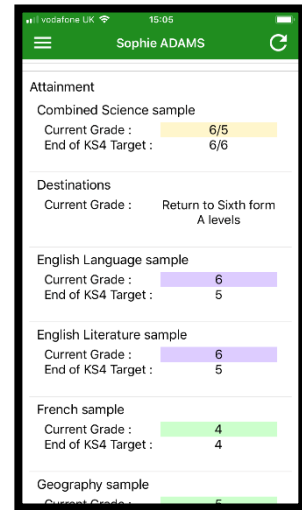 vodafone UK 15:05
Sophie ADAMS
Attainment
Combined Science sample
Current Grade : 6/5
End of KS4 Target : 6/6
Destinations
Current Grade : Return to Sixth form
A levels
English Language sample
Current Grade : 6
End of KS4 Target : 5
English Literature sample
Current Grade : 6
End of KS4 Target : 5
French sample
Current Grade : 4
End of KS4 Target : 4
Geography sample
Current Grade : 5